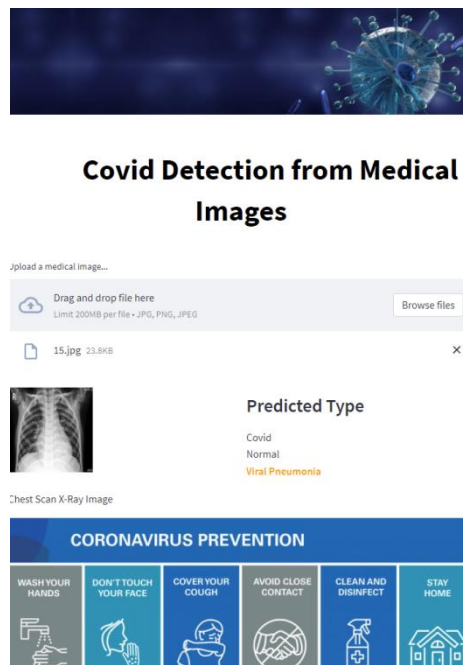 Covid Detection from Medical
Images
Upload a medical image...
Drag and drop file here
Limit 200MB per file • JPG, PNG, JPEG
Browse files
15.jpg 23.8KB
Predicted Type
Covid
Normal
Viral Pneumonia
Chest Scan X-Ray Image
CORONAVIRUS PREVENTION
WASH YOUR HANDS
DON'T TOUCH YOUR FACE
COVER YOUR COUGH
AVOID CLOSE CONTACT
CLEAN AND DISINFECT
STAY HOME